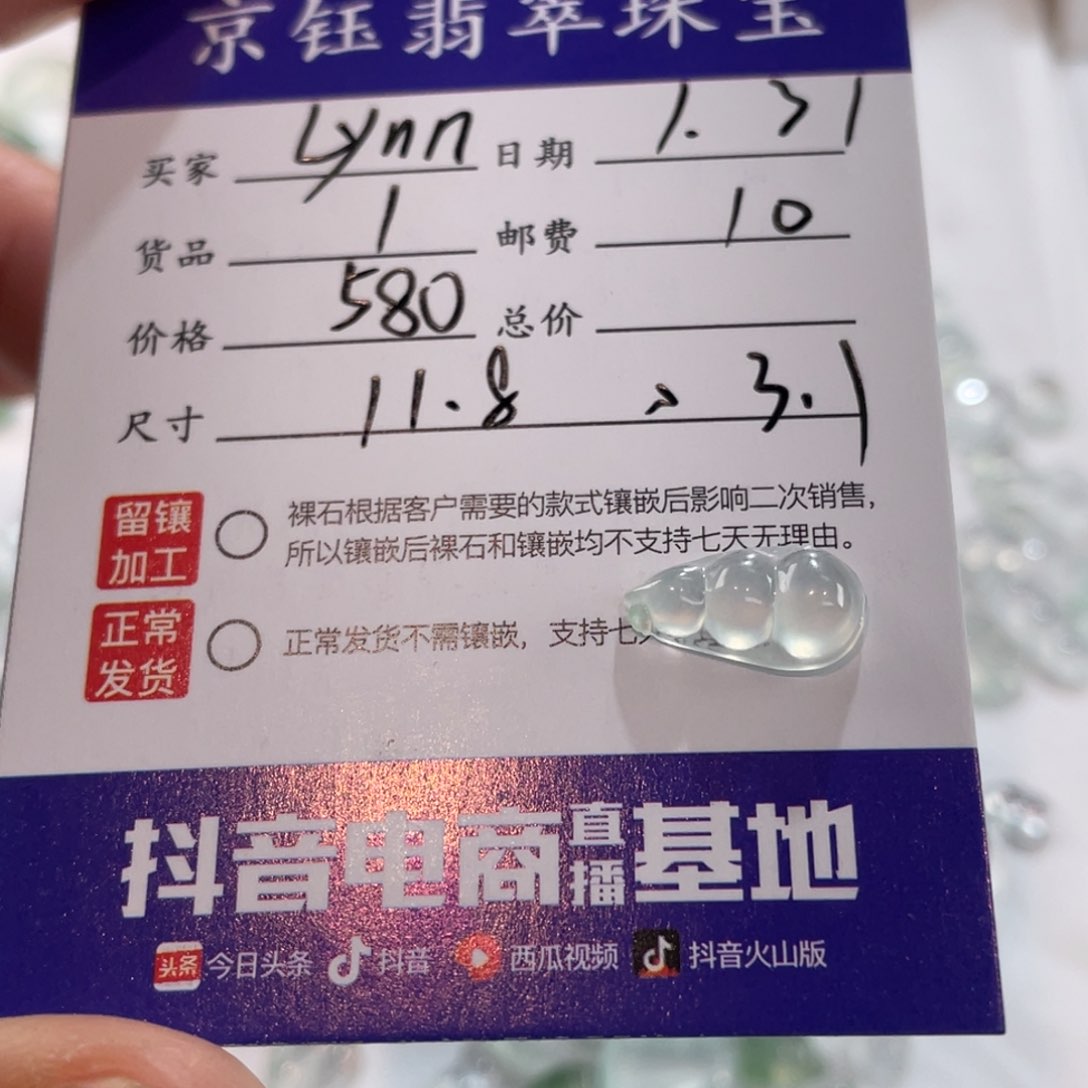 京钰翡翠珠宝
买家 Lynn 日期 1.31
货品 1 邮费 10
价格 580 总价
尺寸 11.8 3.1
留镶加工 裸石根据客户需要的款式镶嵌后影响二次销售，
所以镶嵌后裸石和镶嵌均不支持七天无理由。
正常发货 正常发货不需镶嵌，支持七天
抖音电商直播基地
头条 今日头条 抖音 西瓜视频 抖音火山版